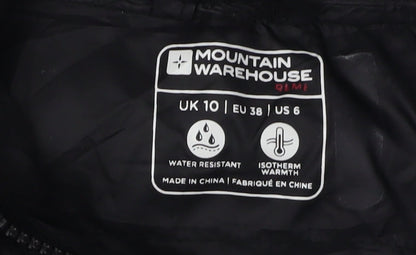 MOUNTAIN
WAREHOUSE
UK 10 | EU 38 | US 6
WATER RESISTANT
ISOTHERM
WARMTH
MADE IN CHINA | FABRIQUÉ EN CHINE